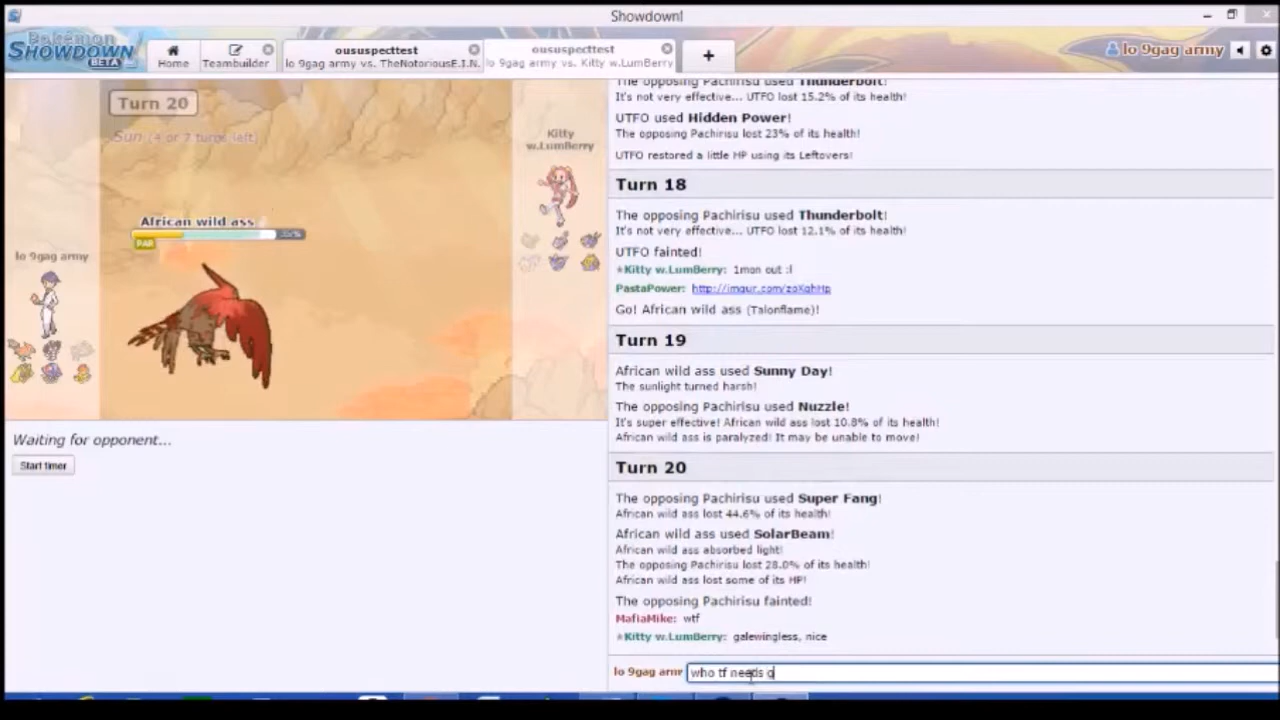 Showdown!
Pokémon
SHOWDOWN
BETA
Home
Teambuilder
oususpecttest
lo 9gag army vs. TheNotoriousE.I.N.
oususpecttest
lo 9gag army vs. Kitty w.LumBerry
+
lo 9gag army
Turn 20
Sun (4 or 7 turns left)
Kitty
w.LumBerry
African wild ass
PAR
lo 9gag army
Waiting for opponent...
Start timer
The opposing Pachirisu used Thunderbolt!
It's not very effective... UTFO lost 15.2% of its health!
UTFO used Hidden Power!
The opposing Pachirisu lost 23% of its health!
UTFO restored a little HP using its Leftovers!
Turn 18
The opposing Pachirisu used Thunderbolt!
It's not very effective... UTFO lost 12.1% of its health!
UTFO fainted!
*Kitty w.LumBerry: 1mon out :l
PastaPower: http://imgur.com/zoXqhHp
Go! African wild ass (Talonflame)!
Turn 19
African wild ass used Sunny Day!
The sunlight turned harsh!
The opposing Pachirisu used Nuzzle!
It's super effective! African wild ass lost 10.8% of its health!
African wild ass is paralyzed! It may be unable to move!
Turn 20
The opposing Pachirisu used Super Fang!
African wild ass lost 44.6% of its health!
African wild ass used SolarBeam!
African wild ass absorbed light!
The opposing Pachirisu lost 28.0% of its health!
African wild ass lost some of its HP!
The opposing Pachirisu fainted!
MafiaMike: wtf
*Kitty w.LumBerry: galewingless, nice
lo 9gag army
who tf needs g